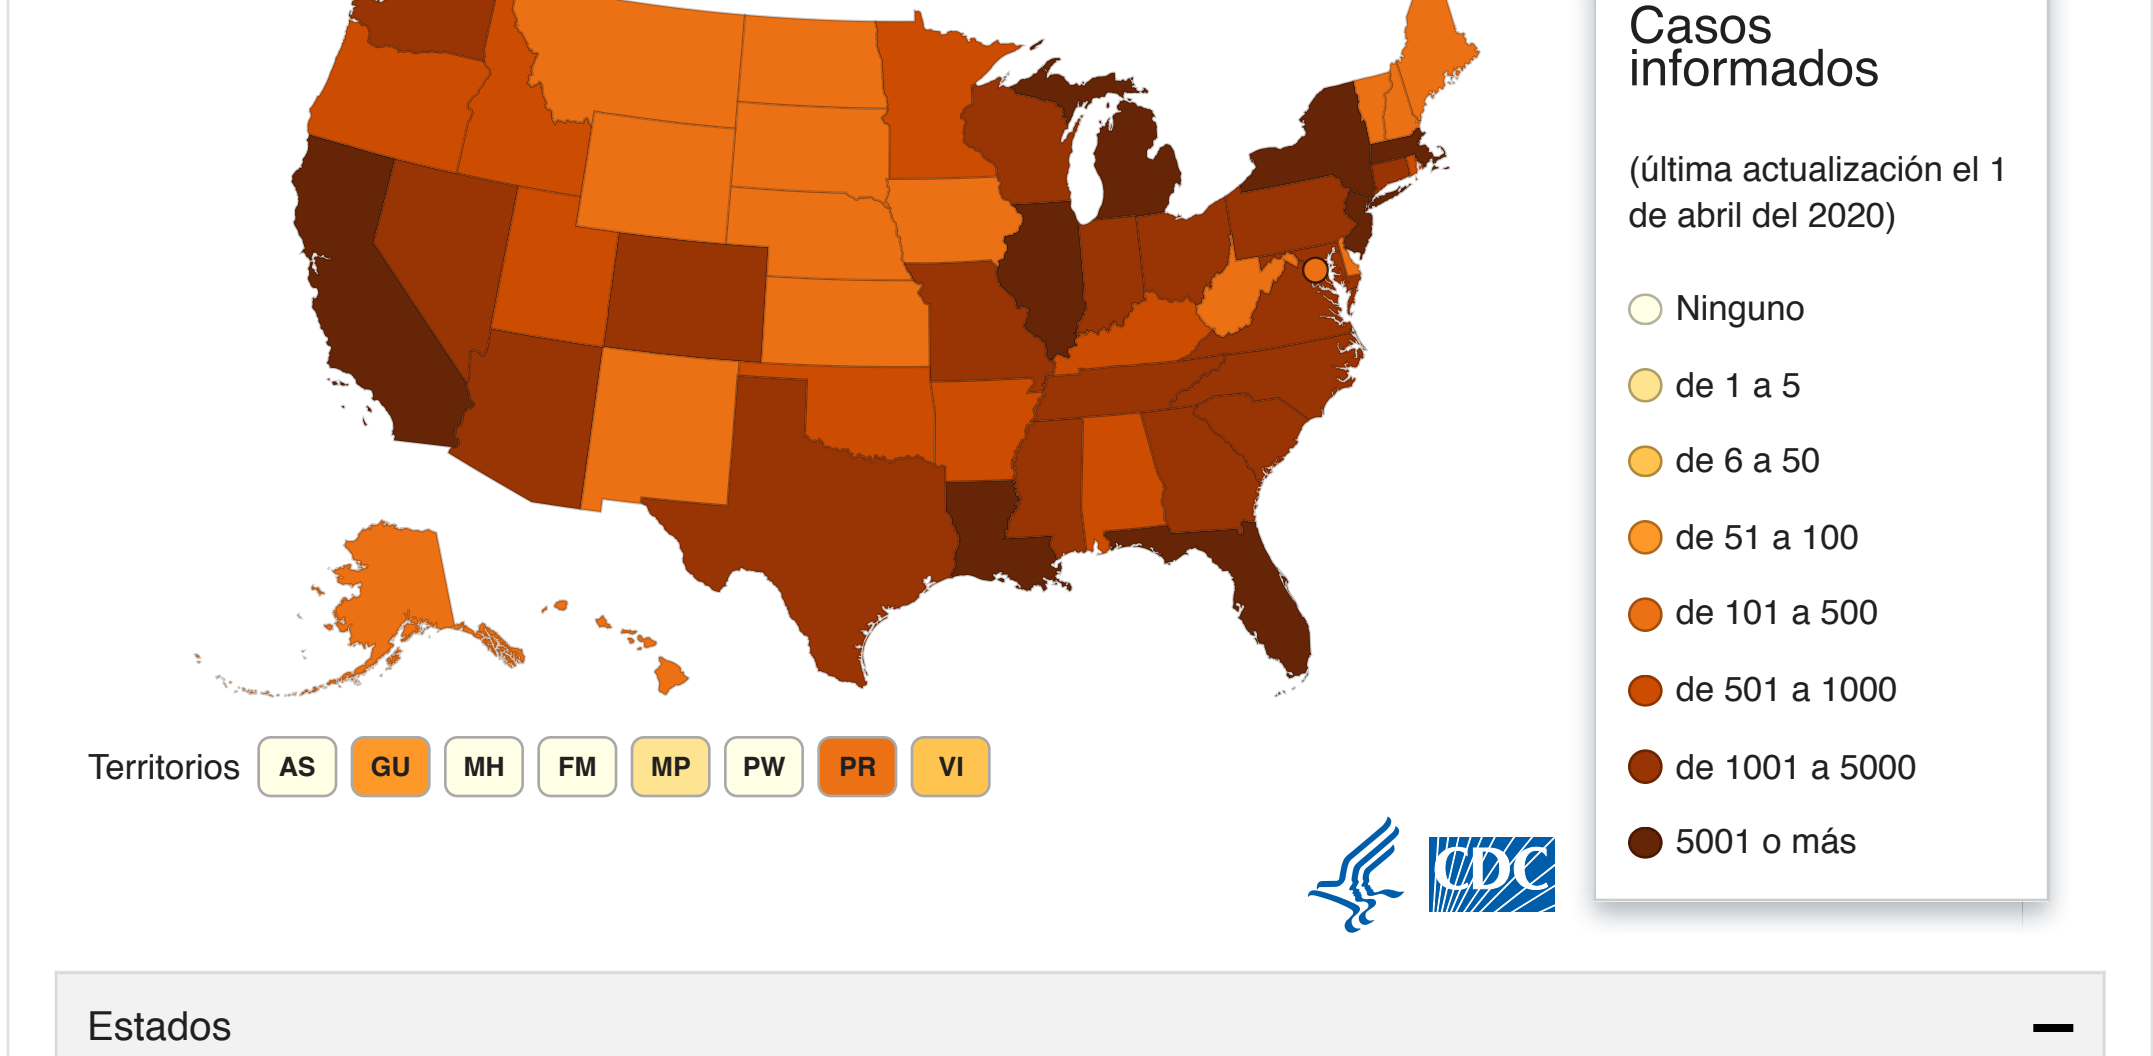 Casos
informados
(última actualización el 1
de abril del 2020)
Ninguno
de 1 a 5
de 6 a 50
de 51 a 100
de 101 a 500
de 501 a 1000
de 1001 a 5000
5001 o más
Territorios AS GU MH FM MP PW PR VI
CDC
Estados